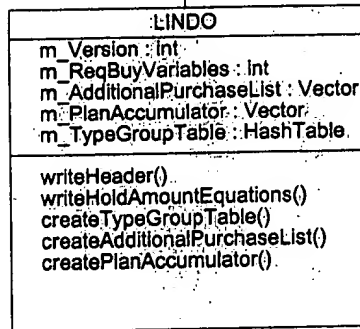 LINDO
m_Version : int
m_ReqBuyVariables : int
m_AdditionalPurchaseList : Vector
m_PlanAccumulator : Vector
m_TypeGroupTable : HashTable
writeHeader()
writeHoldAmountEquations()
createTypeGroupTable()
createAdditionalPurchaseList()
createPlanAccumulator()